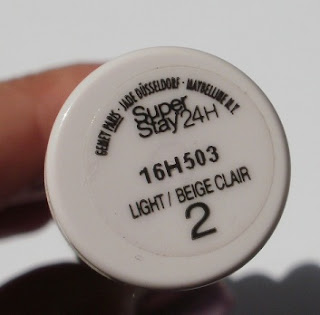 GEMEY PARIS · JADE DÜSSELDORF · MAYBELLINE N.Y.
Super
Stay 24H
16H503
LIGHT / BEIGE CLAIR
2